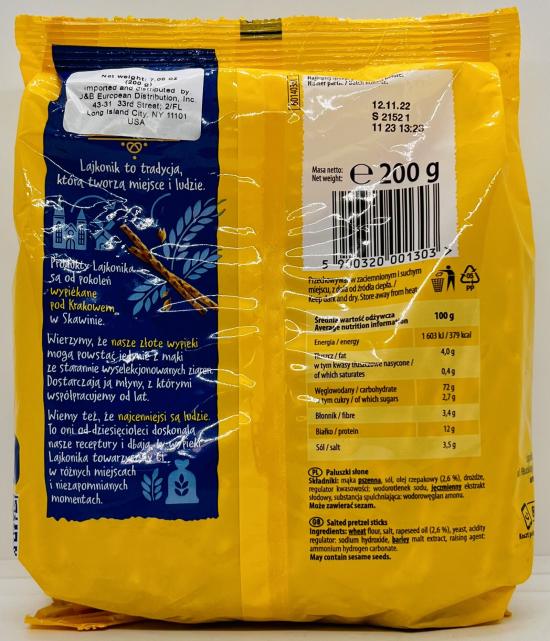 Net weight: 7.06 oz
(200 g)
Imported and distributed by
J&B European Distribution, Inc.
43-31 33rd Street; 2/FL
Long Island City, NY 11101
USA
Lajkonik to tradycja,
którą tworzą miejsce i ludzie.
Produkty Lajkonika
są od pokoleń
wypiekane
pod Krakowem,
w Skawinie.
Wierzymy, że nasze złote wypieki
mogą powstać jedynie z mąki
ze starannie wyselekcjonowanych ziaren.
Dostarczają ją młyny, z którymi
współpracujemy od lat.
Wiemy też, że najcenniejsi są ludzie.
To oni od dziesięcioleci doskonalą
nasze receptury i dbają, by wypieki
Lajkonika towarzyszyły Ci
w różnych miejscach
i niezapomnianych
momentach.
12.11.22
S 2152 1
11 23 13:23
Masa netto:
Net weight:
e 200 g
5 900320 001303 >
Przechowywać w zaciemnionym i suchym
miejscu, z dala od źródła ciepła. /
Keep dark and dry. Store away from heat
05
PP
Średnia wartość odżywcza
Average nutrition information
100 g
Energia / energy
1 603 kJ / 379 kcal
Tłuszcz / fat
4,0 g
w tym kwasy tłuszczowe nasycone /
of which saturates
0,4 g
Węglowodany / carbohydrate
72 g
w tym cukry / of which sugars
2,7 g
Błonnik / fibre
3,4 g
Białko / protein
12 g
Sól / salt
3,5 g
PL Paluszki słone
Składniki: mąka pszenna, sól, olej rzepakowy (2,6 %), drożdże,
regulator kwasowości: wodorotlenek sodu, jęczmienny ekstrakt
słodowy, substancja spulchniająca: wodorowęglan amonu.
Może zawierać sezam.
GB Salted pretzel sticks
Ingredients: wheat flour, salt, rapeseed oil (2,6 %), yeast, acidity
regulator: sodium hydroxide, barley malt extract, raising agent:
ammonium hydrogen carbonate.
May contain sesame seeds.